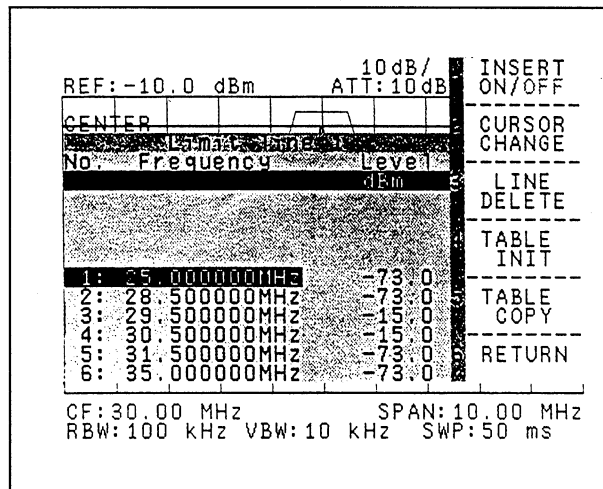 10dB/
REF:-10.0 dBm ATT:10dB
CENTER
Limit Line 1
No. Frequency Level
dBm
1: 25.000000MHz -73.0
2: 28.500000MHz -73.0
3: 29.500000MHz -15.0
4: 30.500000MHz -15.0
5: 31.500000MHz -73.0
6: 35.000000MHz -73.0
CF:30.00 MHz SPAN:10.00 MHz
RBW:100 kHz VBW:10 kHz SWP:50 ms
INSERT
ON/OFF
CURSOR
CHANGE
LINE
DELETE
TABLE
INIT
TABLE
COPY
RETURN